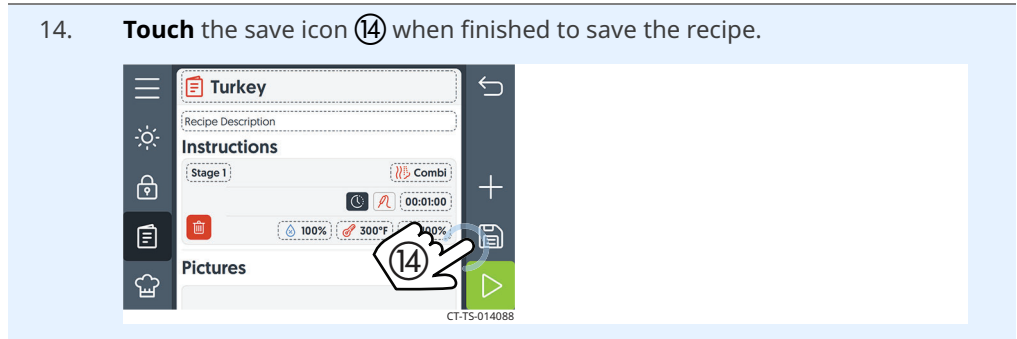 14. Touch the save icon ⑭ when finished to save the recipe.
Turkey
Recipe Description
Instructions
Stage 1 Combi
00:01:00
100% 300°F 100%
⑭
Pictures
CT-TS-014088